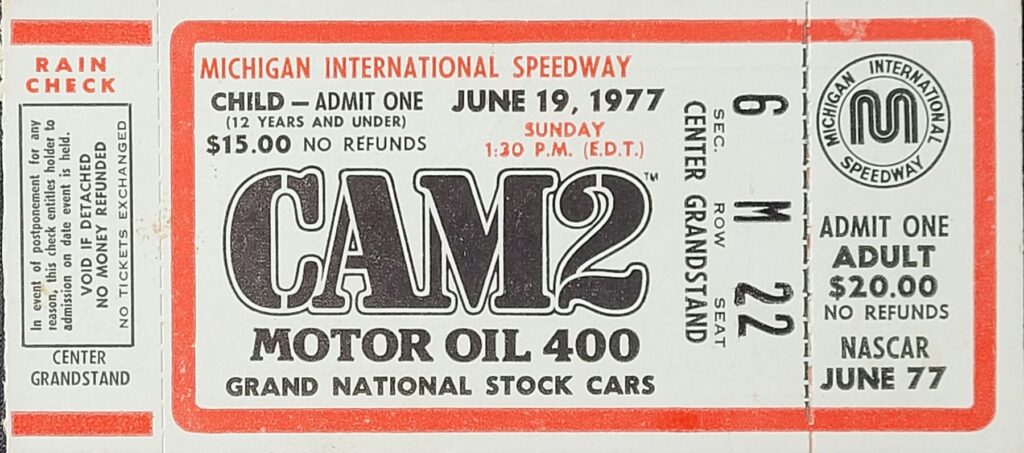 RAIN
CHECK
In event of postponement for any
reason, this check entitles holder to
admission on date event is held.
VOID IF DETACHED
NO MONEY REFUNDED
NO TICKETS EXCHANGED
CENTER
GRANDSTAND
MICHIGAN INTERNATIONAL SPEEDWAY
CHILD — ADMIT ONE
(12 YEARS AND UNDER)
$15.00 NO REFUNDS
JUNE 19, 1977
SUNDAY
1:30 P.M. (E.D.T.)
CAM2™
MOTOR OIL 400
GRAND NATIONAL STOCK CARS
6 M 22
SEC. ROW SEAT
CENTER GRANDSTAND
MICHIGAN INTERNATIONAL
M
SPEEDWAY
ADMIT ONE
ADULT
$20.00
NO REFUNDS
NASCAR
JUNE 77